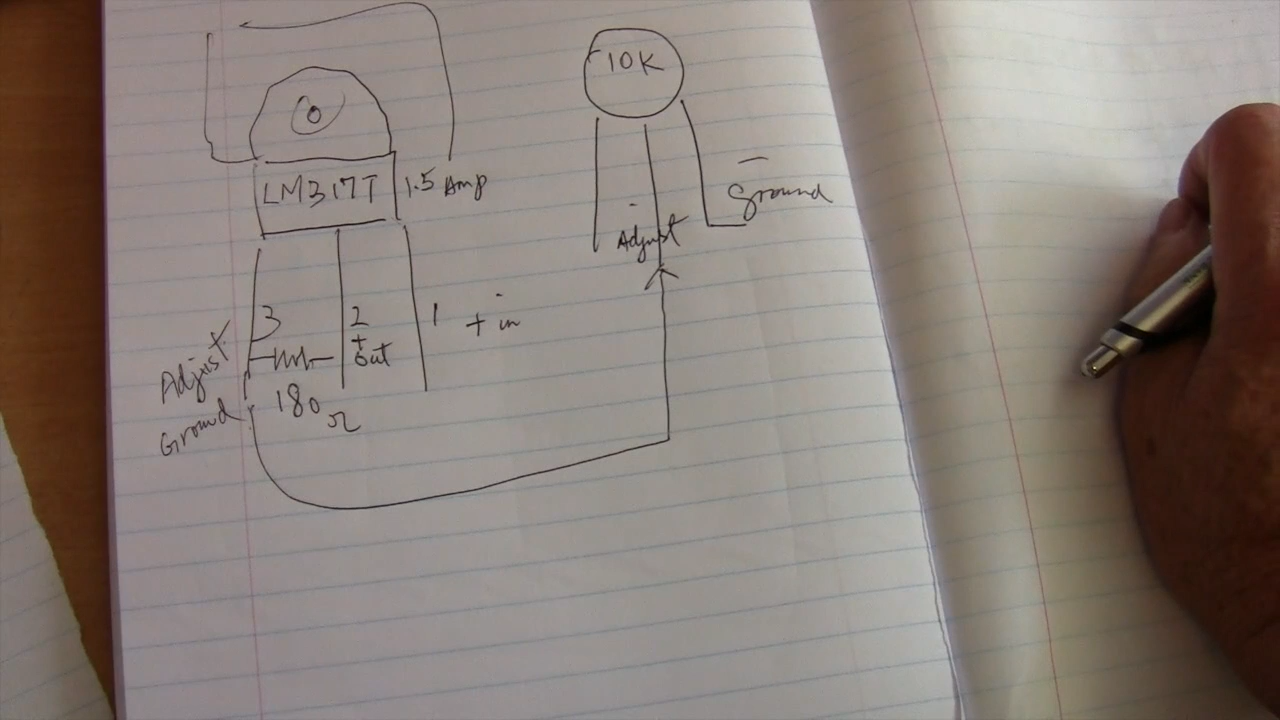 10K
LM317T 1.5 Amp
Ground
Adjust
3 2 1 + in
+
out
Adjust
Ground
180 Ω